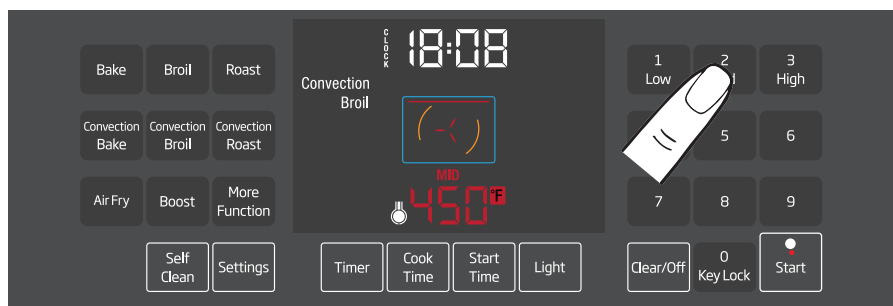 Bake
Broil
Roast
Convection
Bake
Convection
Broil
Convection
Roast
Air Fry
Boost
More
Function
Self
Clean
Settings
CLOCK
18:08
Convection
Broil
MID
450°F
Timer
Cook
Time
Start
Time
Light
1
Low
2
3
High
5
6
7
8
9
Clear/Off
0
Key Lock
Start